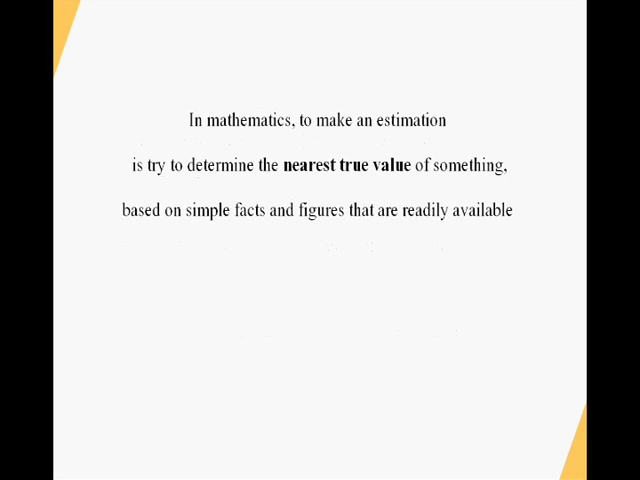 In mathematics, to make an estimation
is try to determine the nearest true value of something,
based on simple facts and figures that are readily available